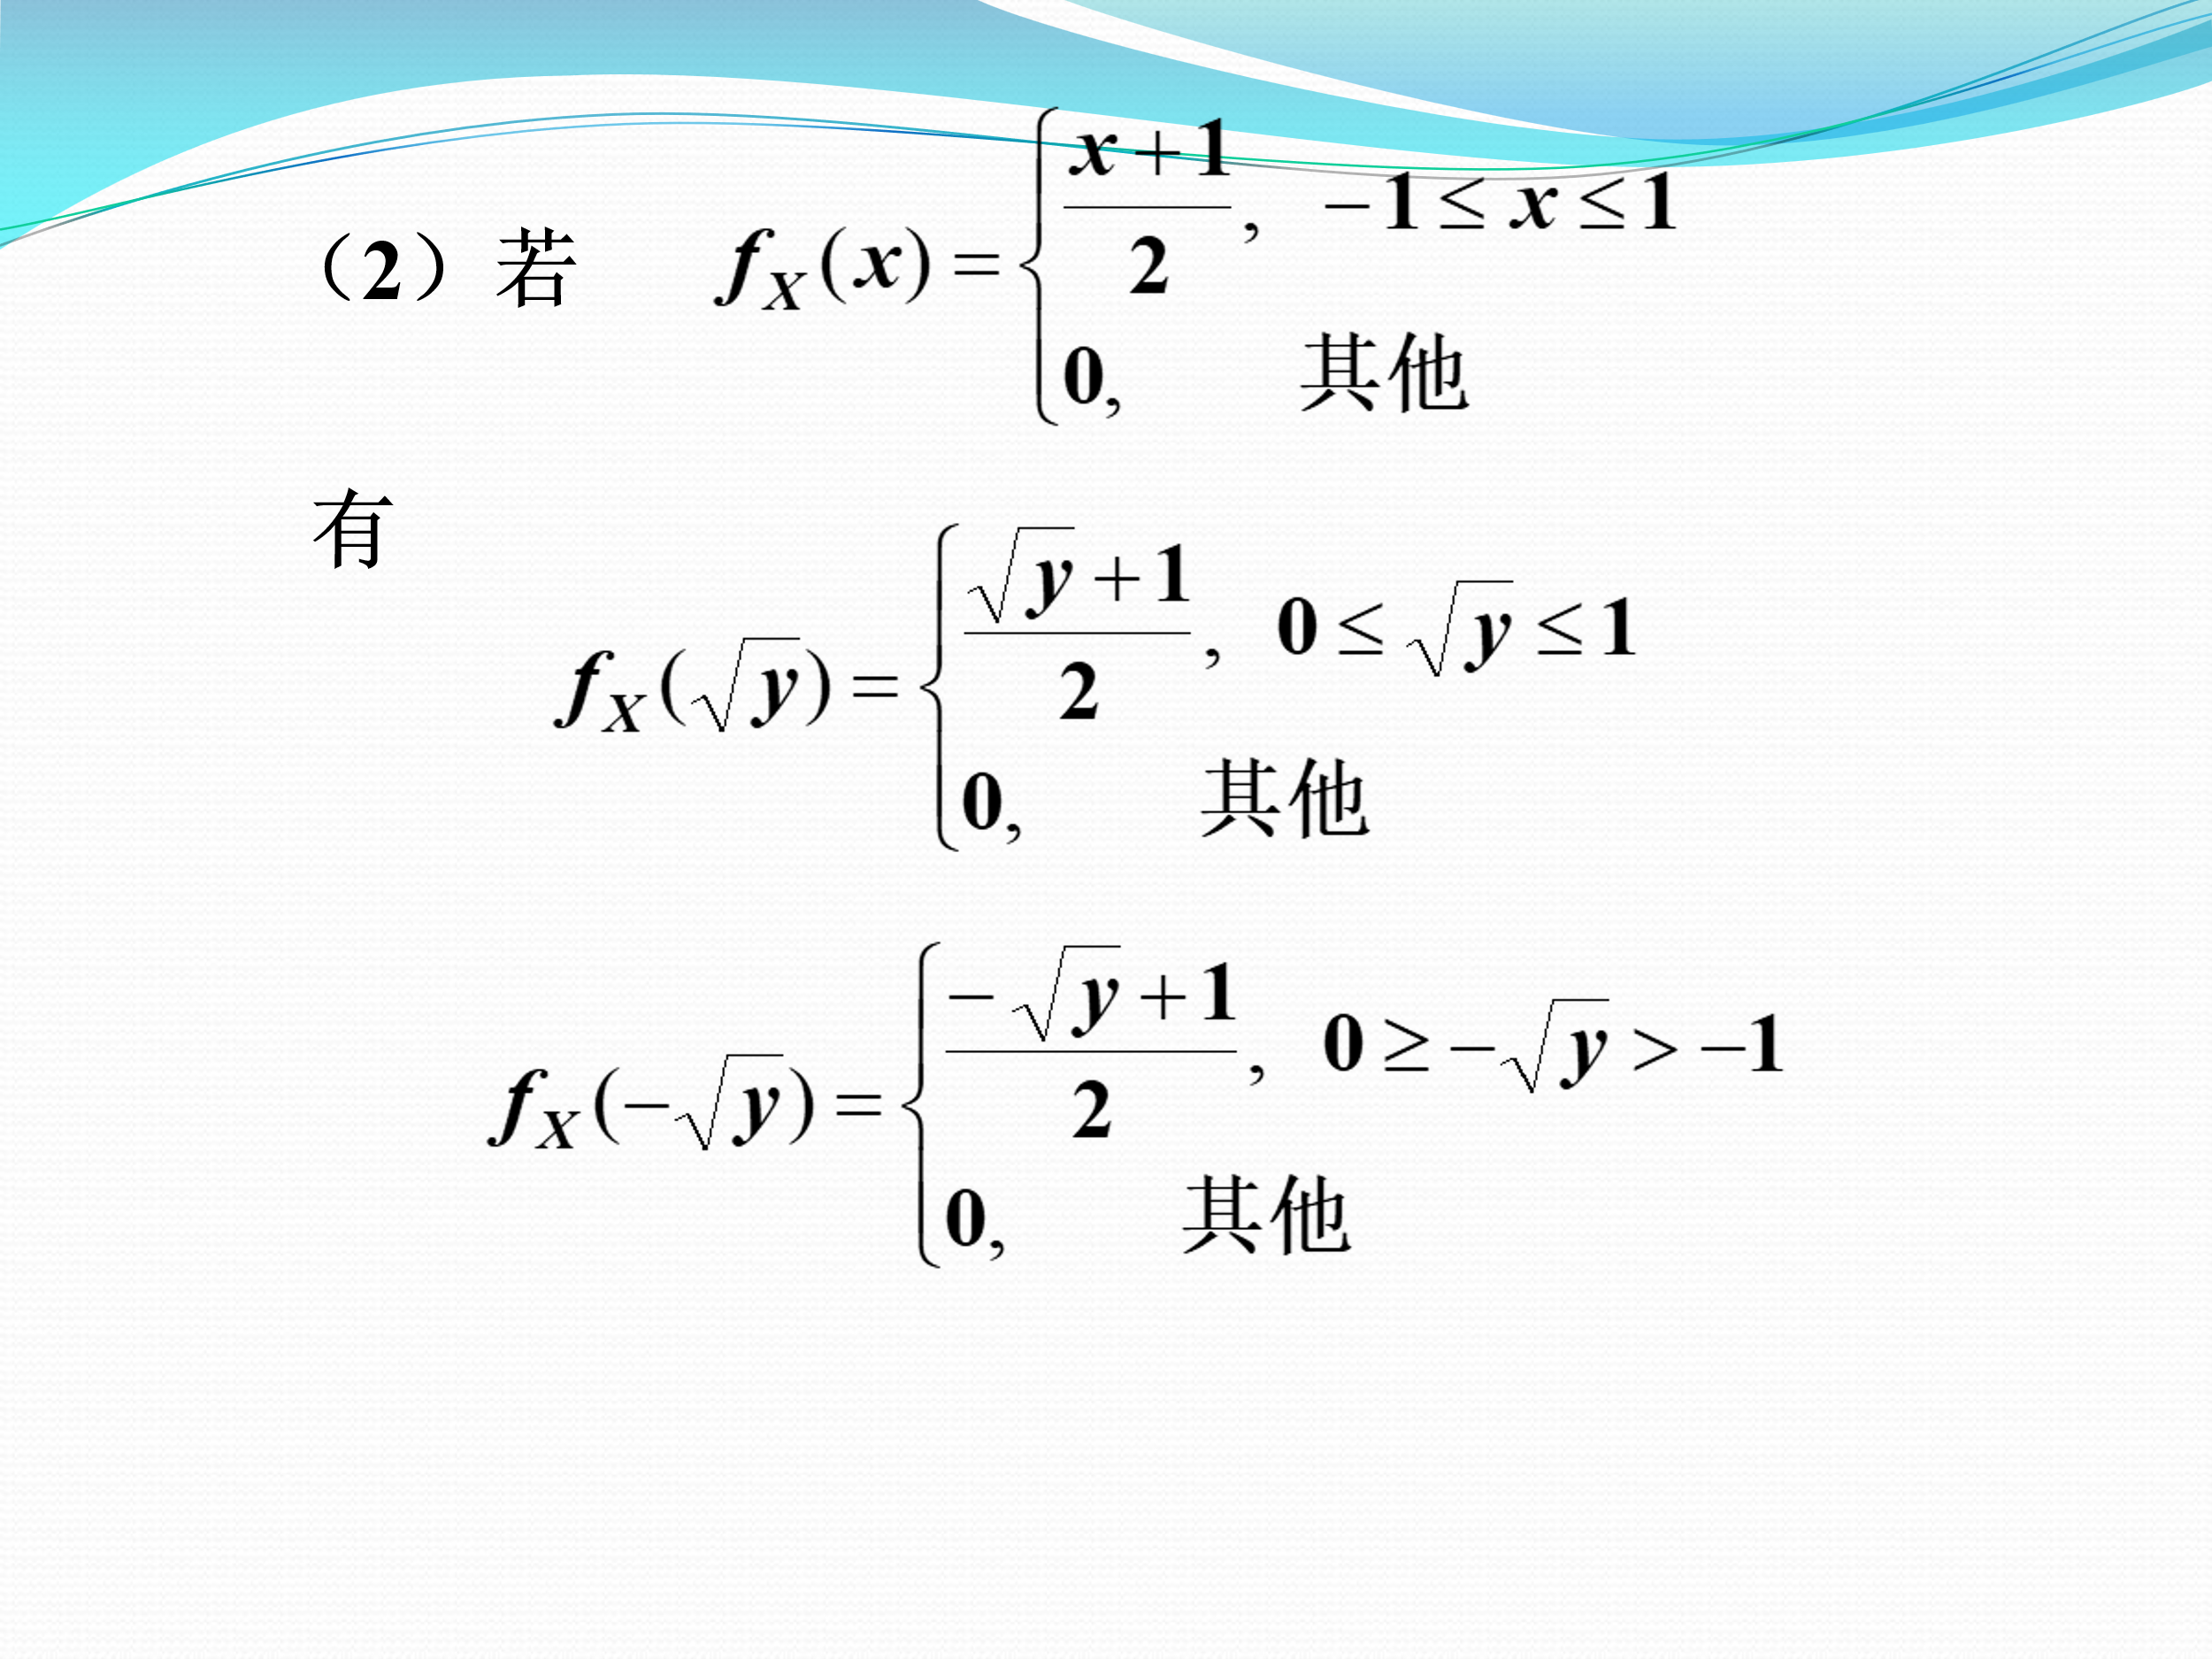 （2）若 f_X(x) = { (x+1)/2, −1 ≤ x ≤ 1
0, 其他
有
f_X(√y) = { (√y+1)/2, 0 ≤ √y ≤ 1
0, 其他
f_X(−√y) = { (−√y+1)/2, 0 ≥ −√y > −1
0, 其他